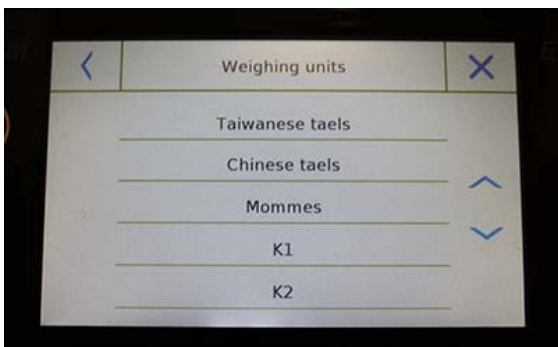 Weighing units
Taiwanese taels
Chinese taels
Mommes
K1
K2